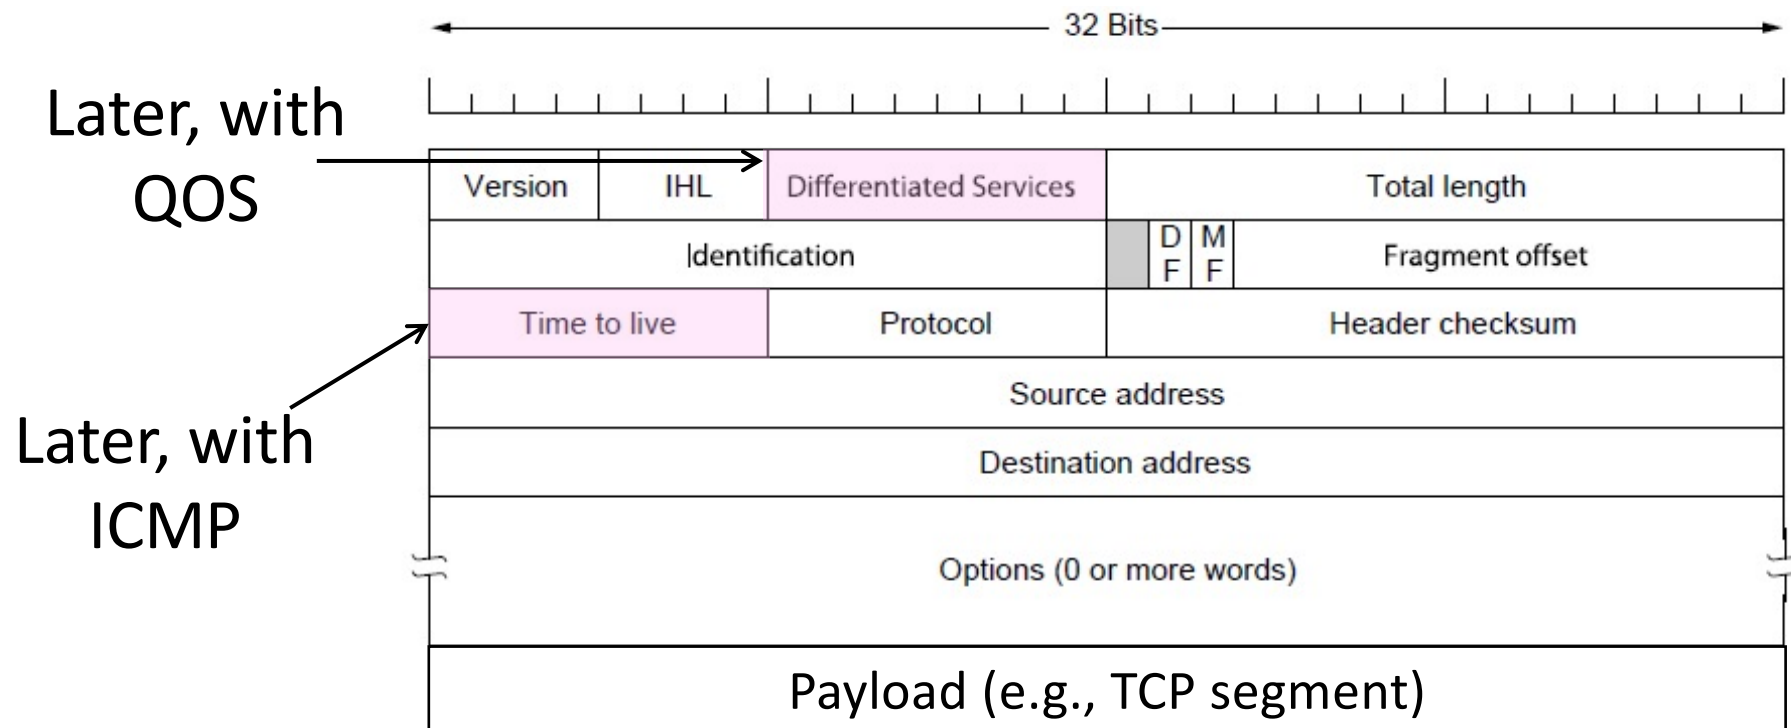 32 Bits
Later, with
QOS
Version IHL Differentiated Services Total length
Identification D M Fragment offset
F F
Time to live Protocol Header checksum
Source address
Later, with
ICMP
Destination address
Options (0 or more words)
Payload (e.g., TCP segment)